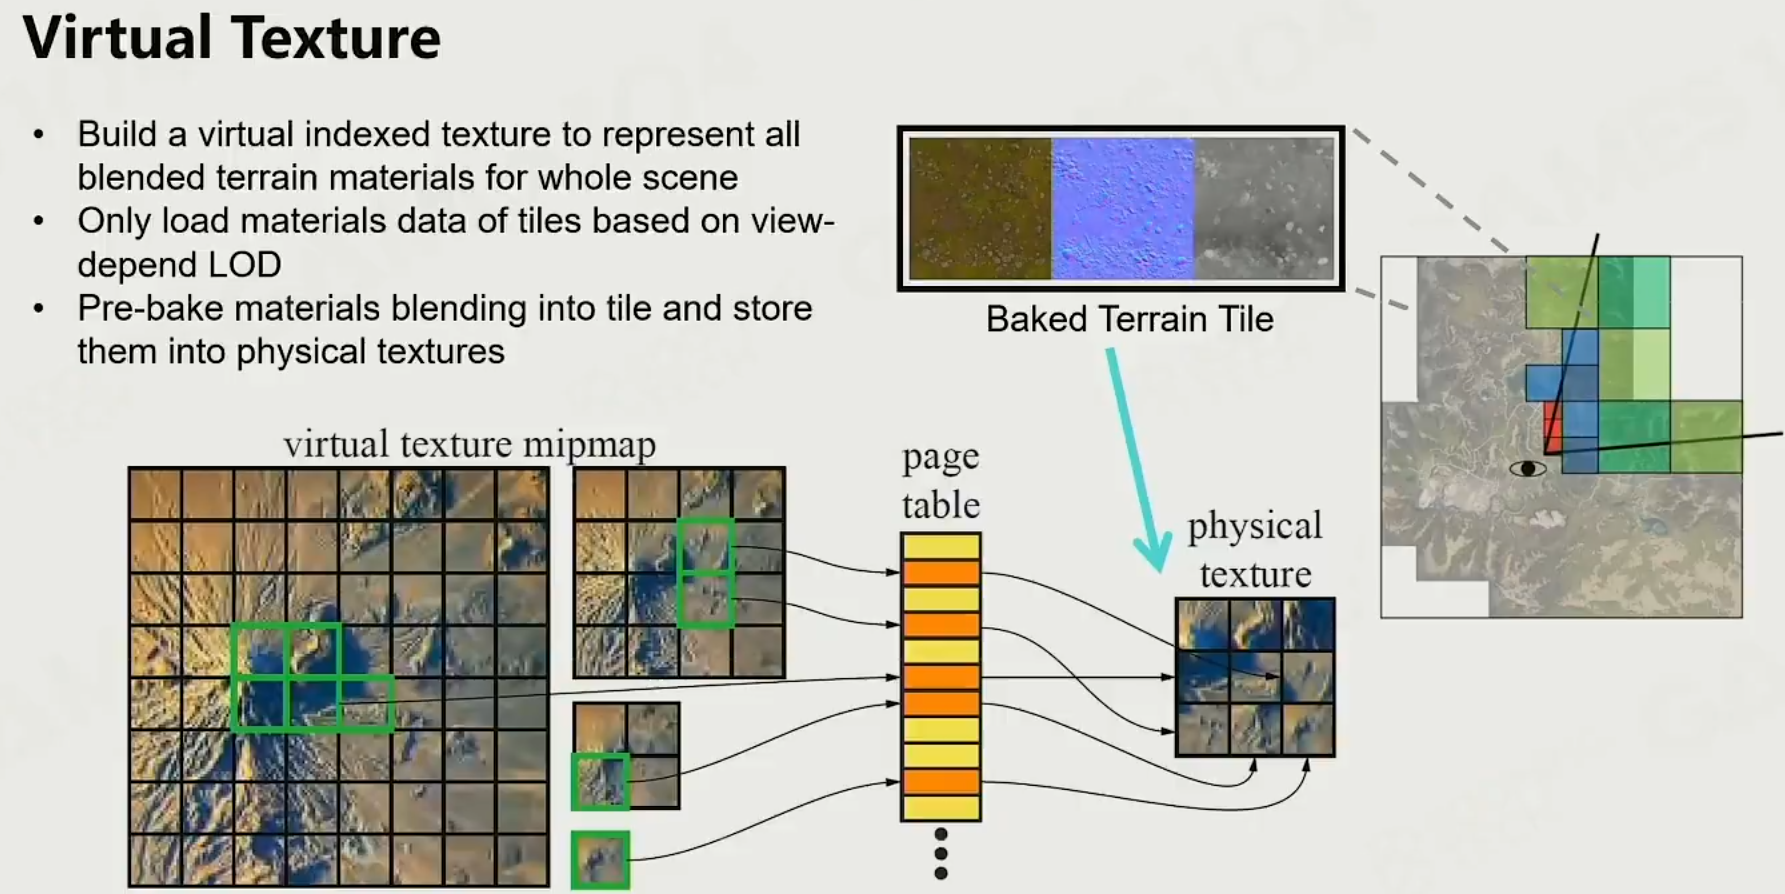 Virtual Texture
• Build a virtual indexed texture to represent all
blended terrain materials for whole scene
• Only load materials data of tiles based on view-
depend LOD
• Pre-bake materials blending into tile and store
them into physical textures
Baked Terrain Tile
virtual texture mipmap
page
table
physical
texture